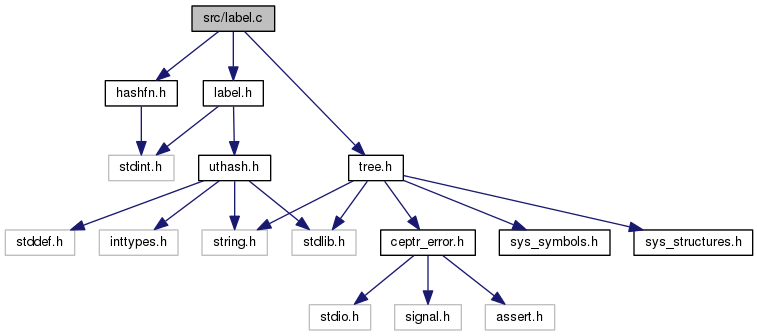 src/label.c
hashfn.h
label.h
stdint.h
uthash.h
tree.h
stddef.h
inttypes.h
string.h
stdlib.h
ceptr_error.h
sys_symbols.h
sys_structures.h
stdio.h
signal.h
assert.h